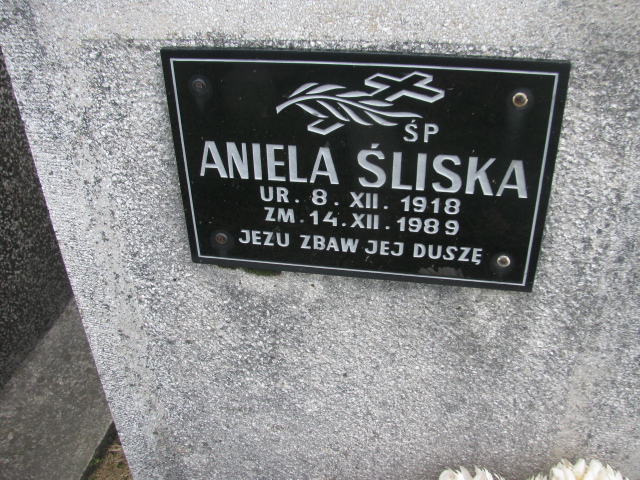 ŚP
ANIELA ŚLISKA
UR. 8. XII. 1918
ZM. 14. XII. 1989
JEZU ZBAW JEJ DUSZĘ